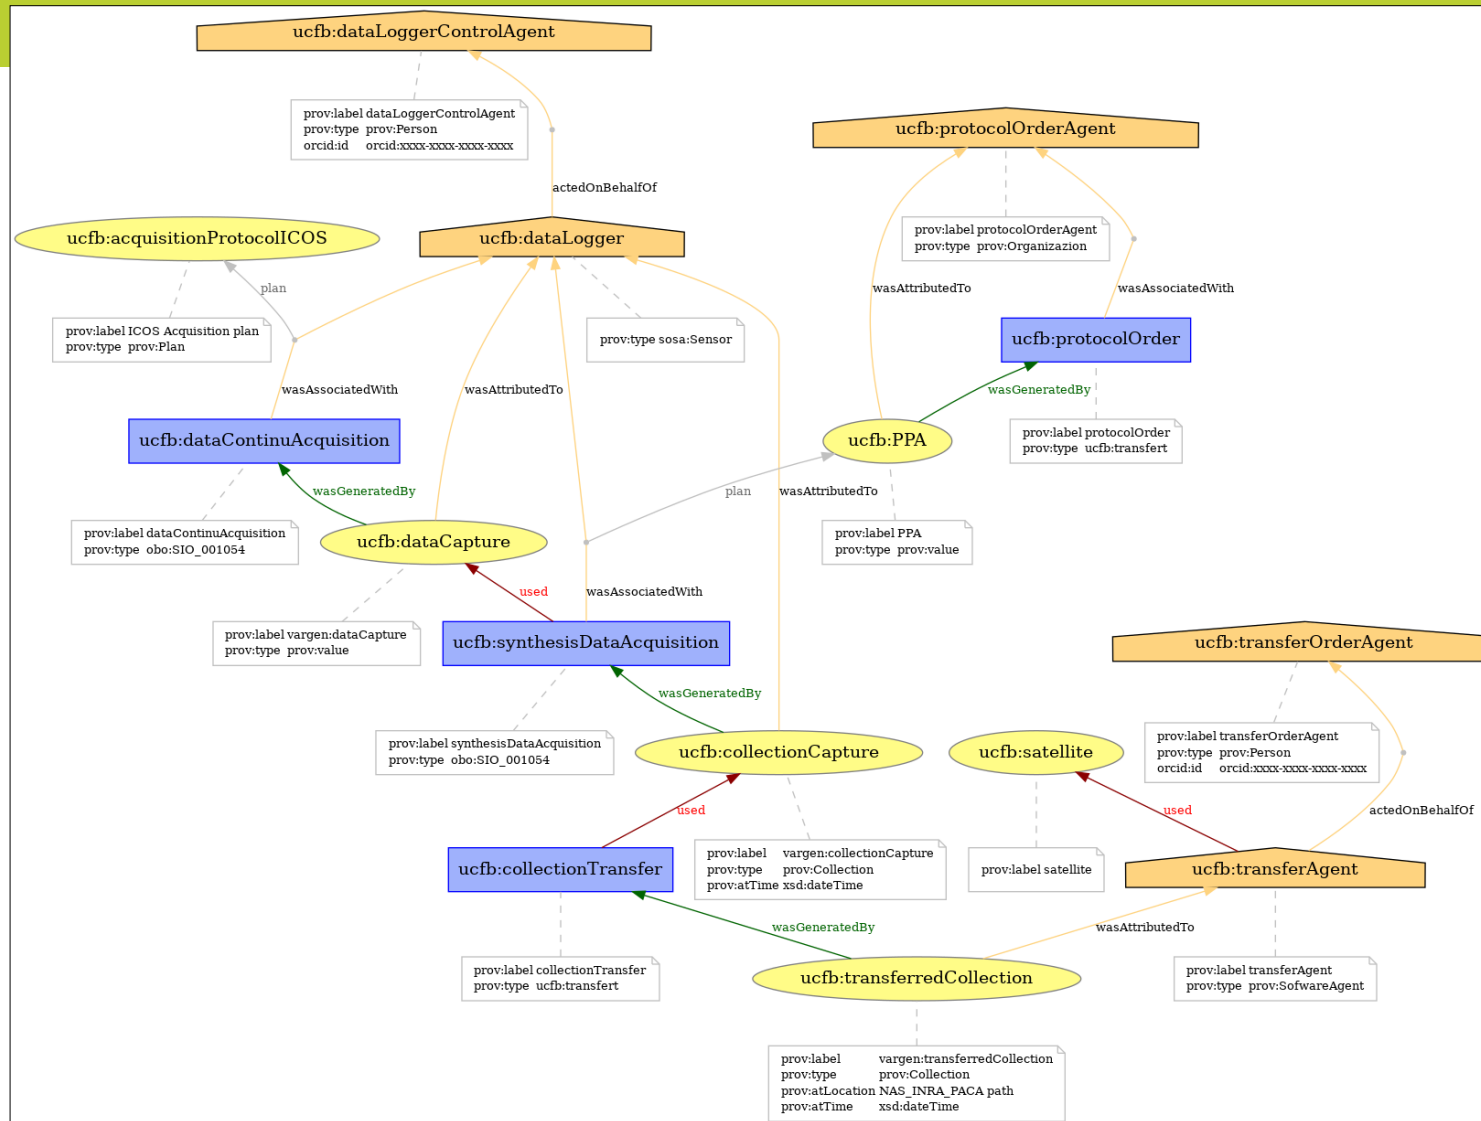 ucfb:dataLoggerControlAgent
prov:label dataLoggerControlAgent
prov:type prov:Person
orcid:id orcid:xxxx-xxxx-xxxx-xxxx
ucfb:protocolOrderAgent
actedOnBehalfOf
ucfb:acquisitionProtocolICOS
ucfb:dataLogger
prov:label protocolOrderAgent
prov:type prov:Organizazion
plan
wasAttributedTo
wasAssociatedWith
prov:label ICOS Acquisition plan
prov:type prov:Plan
prov:type sosa:Sensor
ucfb:protocolOrder
wasAssociatedWith
wasAttributedTo
wasGeneratedBy
ucfb:dataContinuAcquisition
ucfb:PPA
prov:label protocolOrder
prov:type ucfb:transfert
wasGeneratedBy
plan
wasAttributedTo
prov:label dataContinuAcquisition
prov:type obo:SIO_001054
ucfb:dataCapture
prov:label PPA
prov:type prov:value
used
wasAssociatedWith
prov:label vargen:dataCapture
prov:type prov:value
ucfb:synthesisDataAcquisition
ucfb:transferOrderAgent
wasGeneratedBy
prov:label synthesisDataAcquisition
prov:type obo:SIO_001054
ucfb:collectionCapture
ucfb:satellite
prov:label transferOrderAgent
prov:type prov:Person
orcid:id orcid:xxxx-xxxx-xxxx-xxxx
used
used
actedOnBehalfOf
ucfb:collectionTransfer
prov:label vargen:collectionCapture
prov:type prov:Collection
prov:atTime xsd:dateTime
prov:label satellite
ucfb:transferAgent
wasGeneratedBy
wasAttributedTo
prov:label collectionTransfer
prov:type ucfb:transfert
ucfb:transferredCollection
prov:label transferAgent
prov:type prov:SofwareAgent
prov:label vargen:transferredCollection
prov:type prov:Collection
prov:atLocation NAS_INRA_PACA path
prov:atTime xsd:dateTime